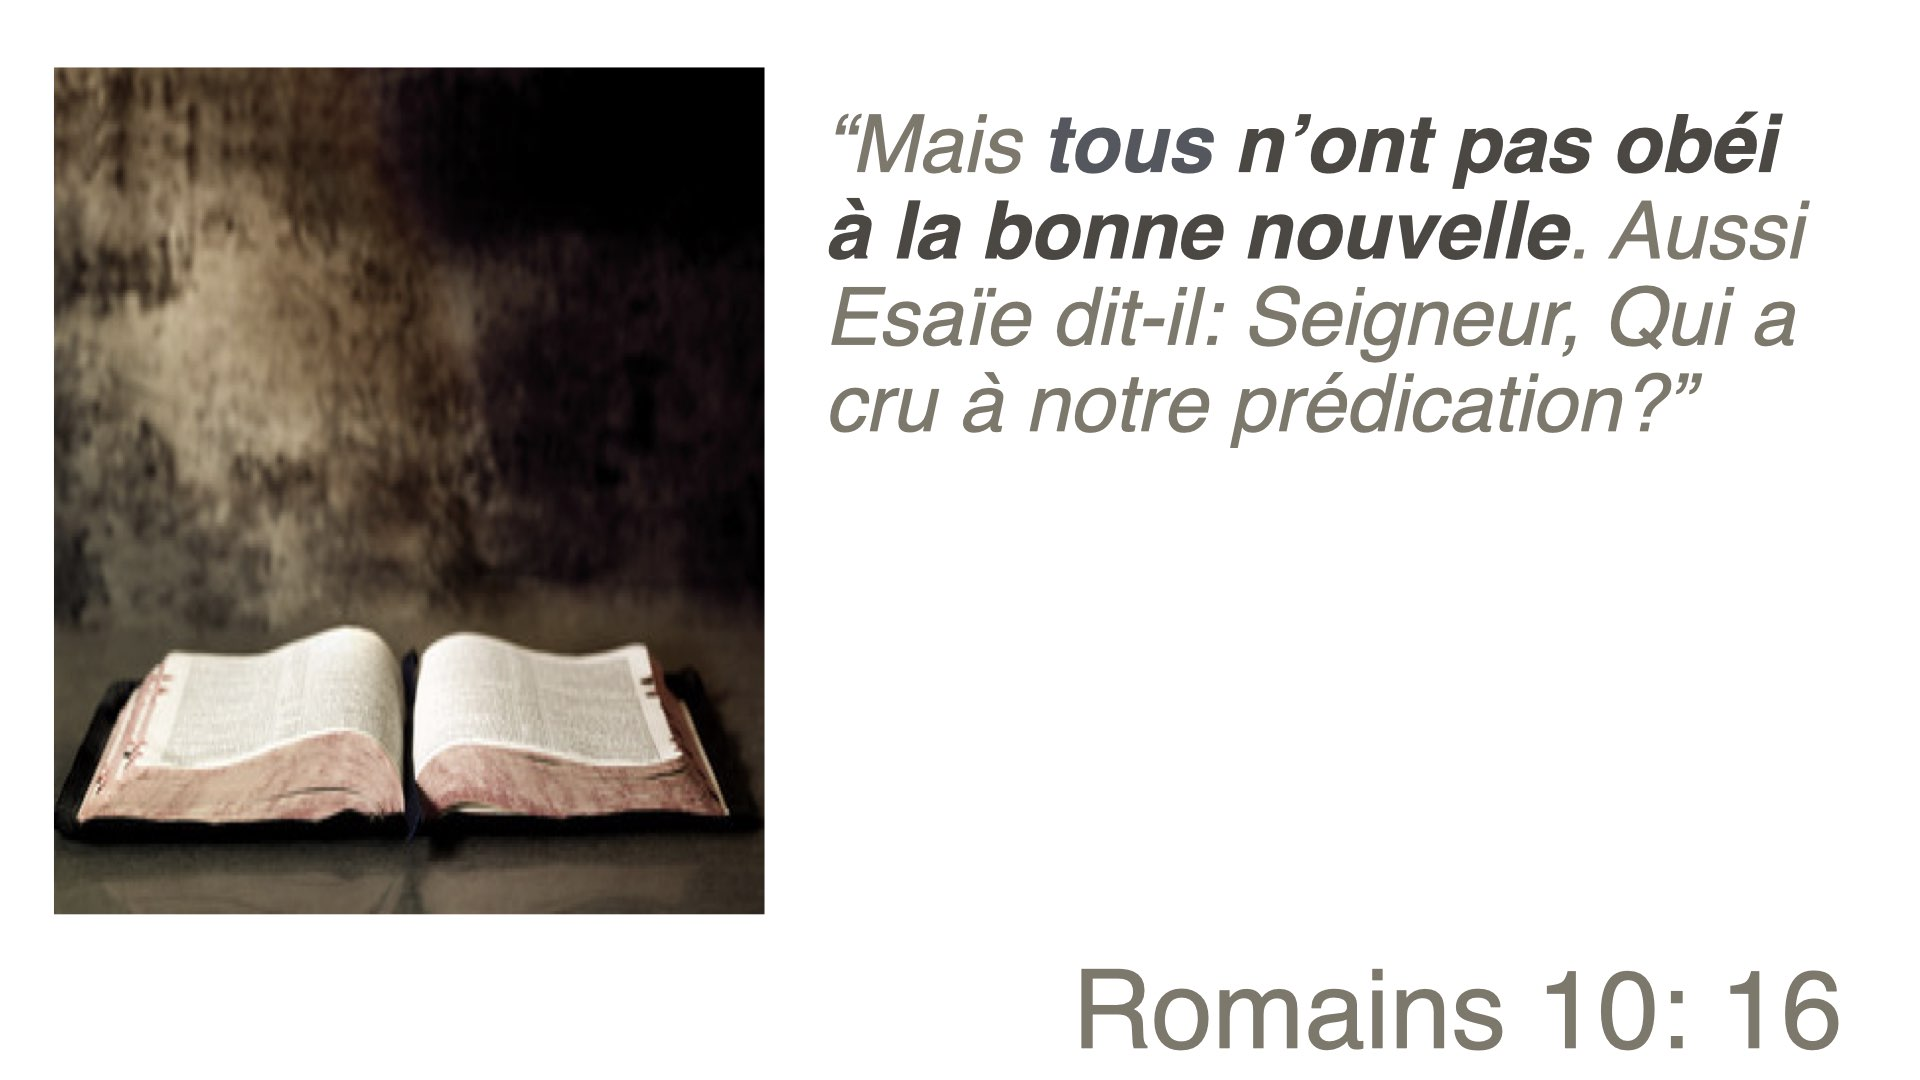 “Mais tous n’ont pas obéi
à la bonne nouvelle. Aussi
Esaïe dit-il: Seigneur, Qui a
cru à notre prédication?”
Romains 10: 16